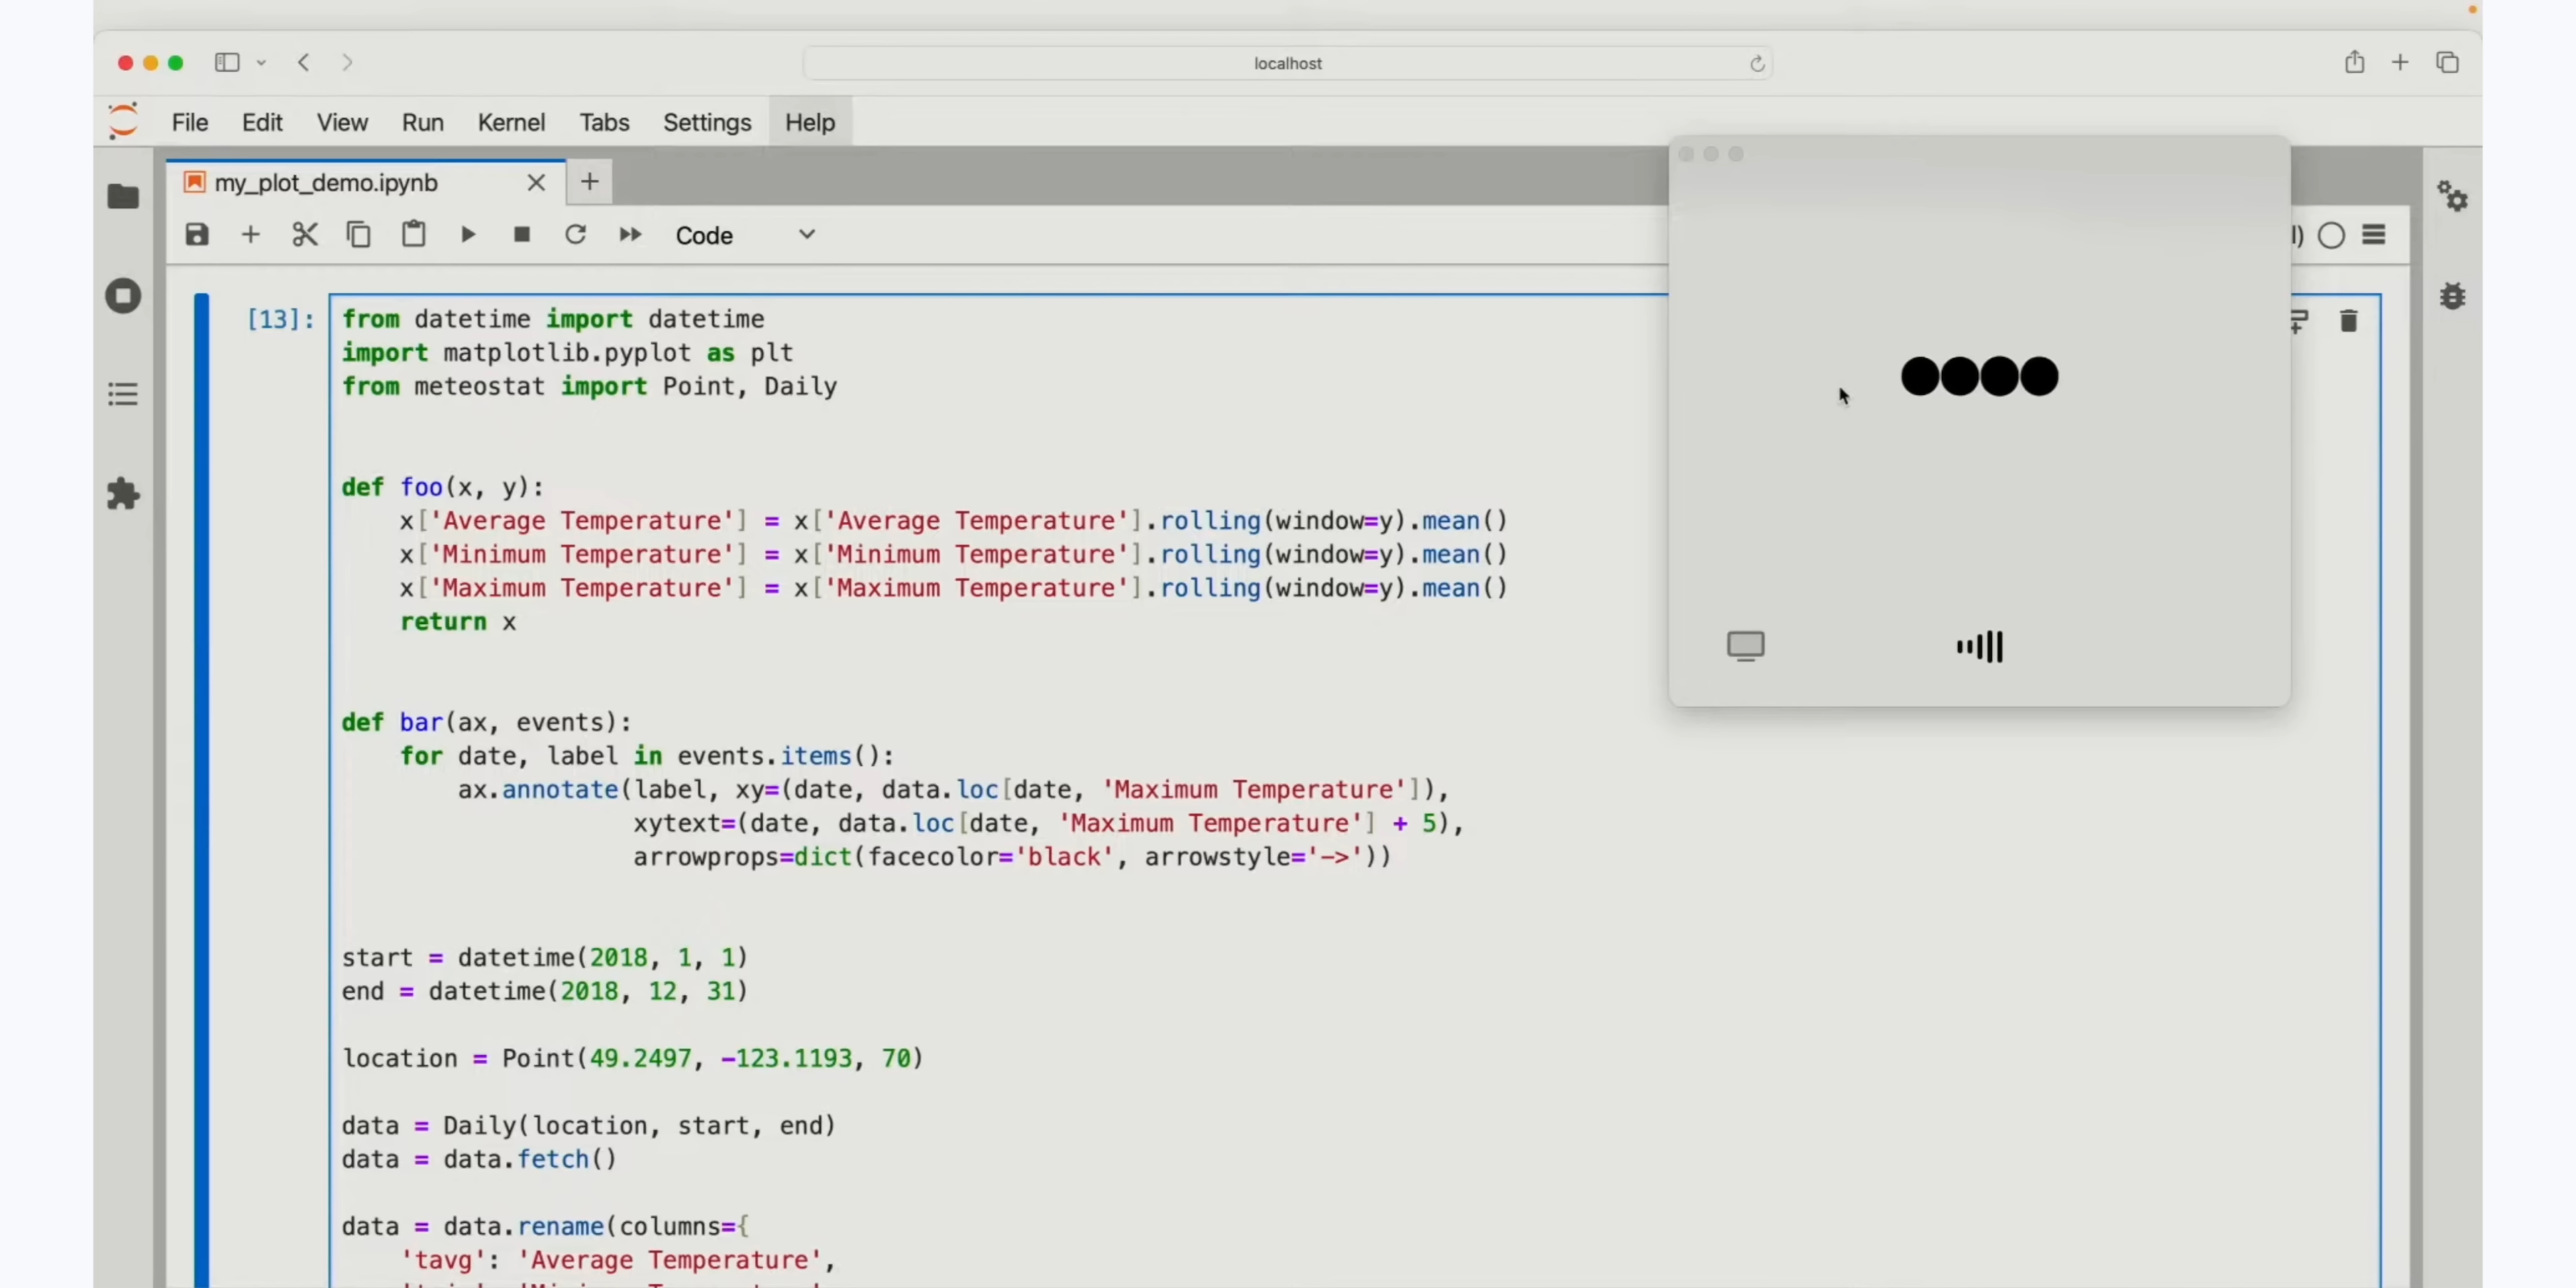 localhost
File Edit View Run Kernel Tabs Settings Help
my_plot_demo.ipynb
Code
[13]:
from datetime import datetime
import matplotlib.pyplot as plt
from meteostat import Point, Daily
def foo(x, y):
x['Average Temperature'] = x['Average Temperature'].rolling(window=y).mean()
x['Minimum Temperature'] = x['Minimum Temperature'].rolling(window=y).mean()
x['Maximum Temperature'] = x['Maximum Temperature'].rolling(window=y).mean()
return x
def bar(ax, events):
for date, label in events.items():
ax.annotate(label, xy=(date, data.loc[date, 'Maximum Temperature']),
xytext=(date, data.loc[date, 'Maximum Temperature'] + 5),
arrowprops=dict(facecolor='black', arrowstyle='->'))
start = datetime(2018, 1, 1)
end = datetime(2018, 12, 31)
location = Point(49.2497, -123.1193, 70)
data = Daily(location, start, end)
data = data.fetch()
data = data.rename(columns={
'tavg': 'Average Temperature',